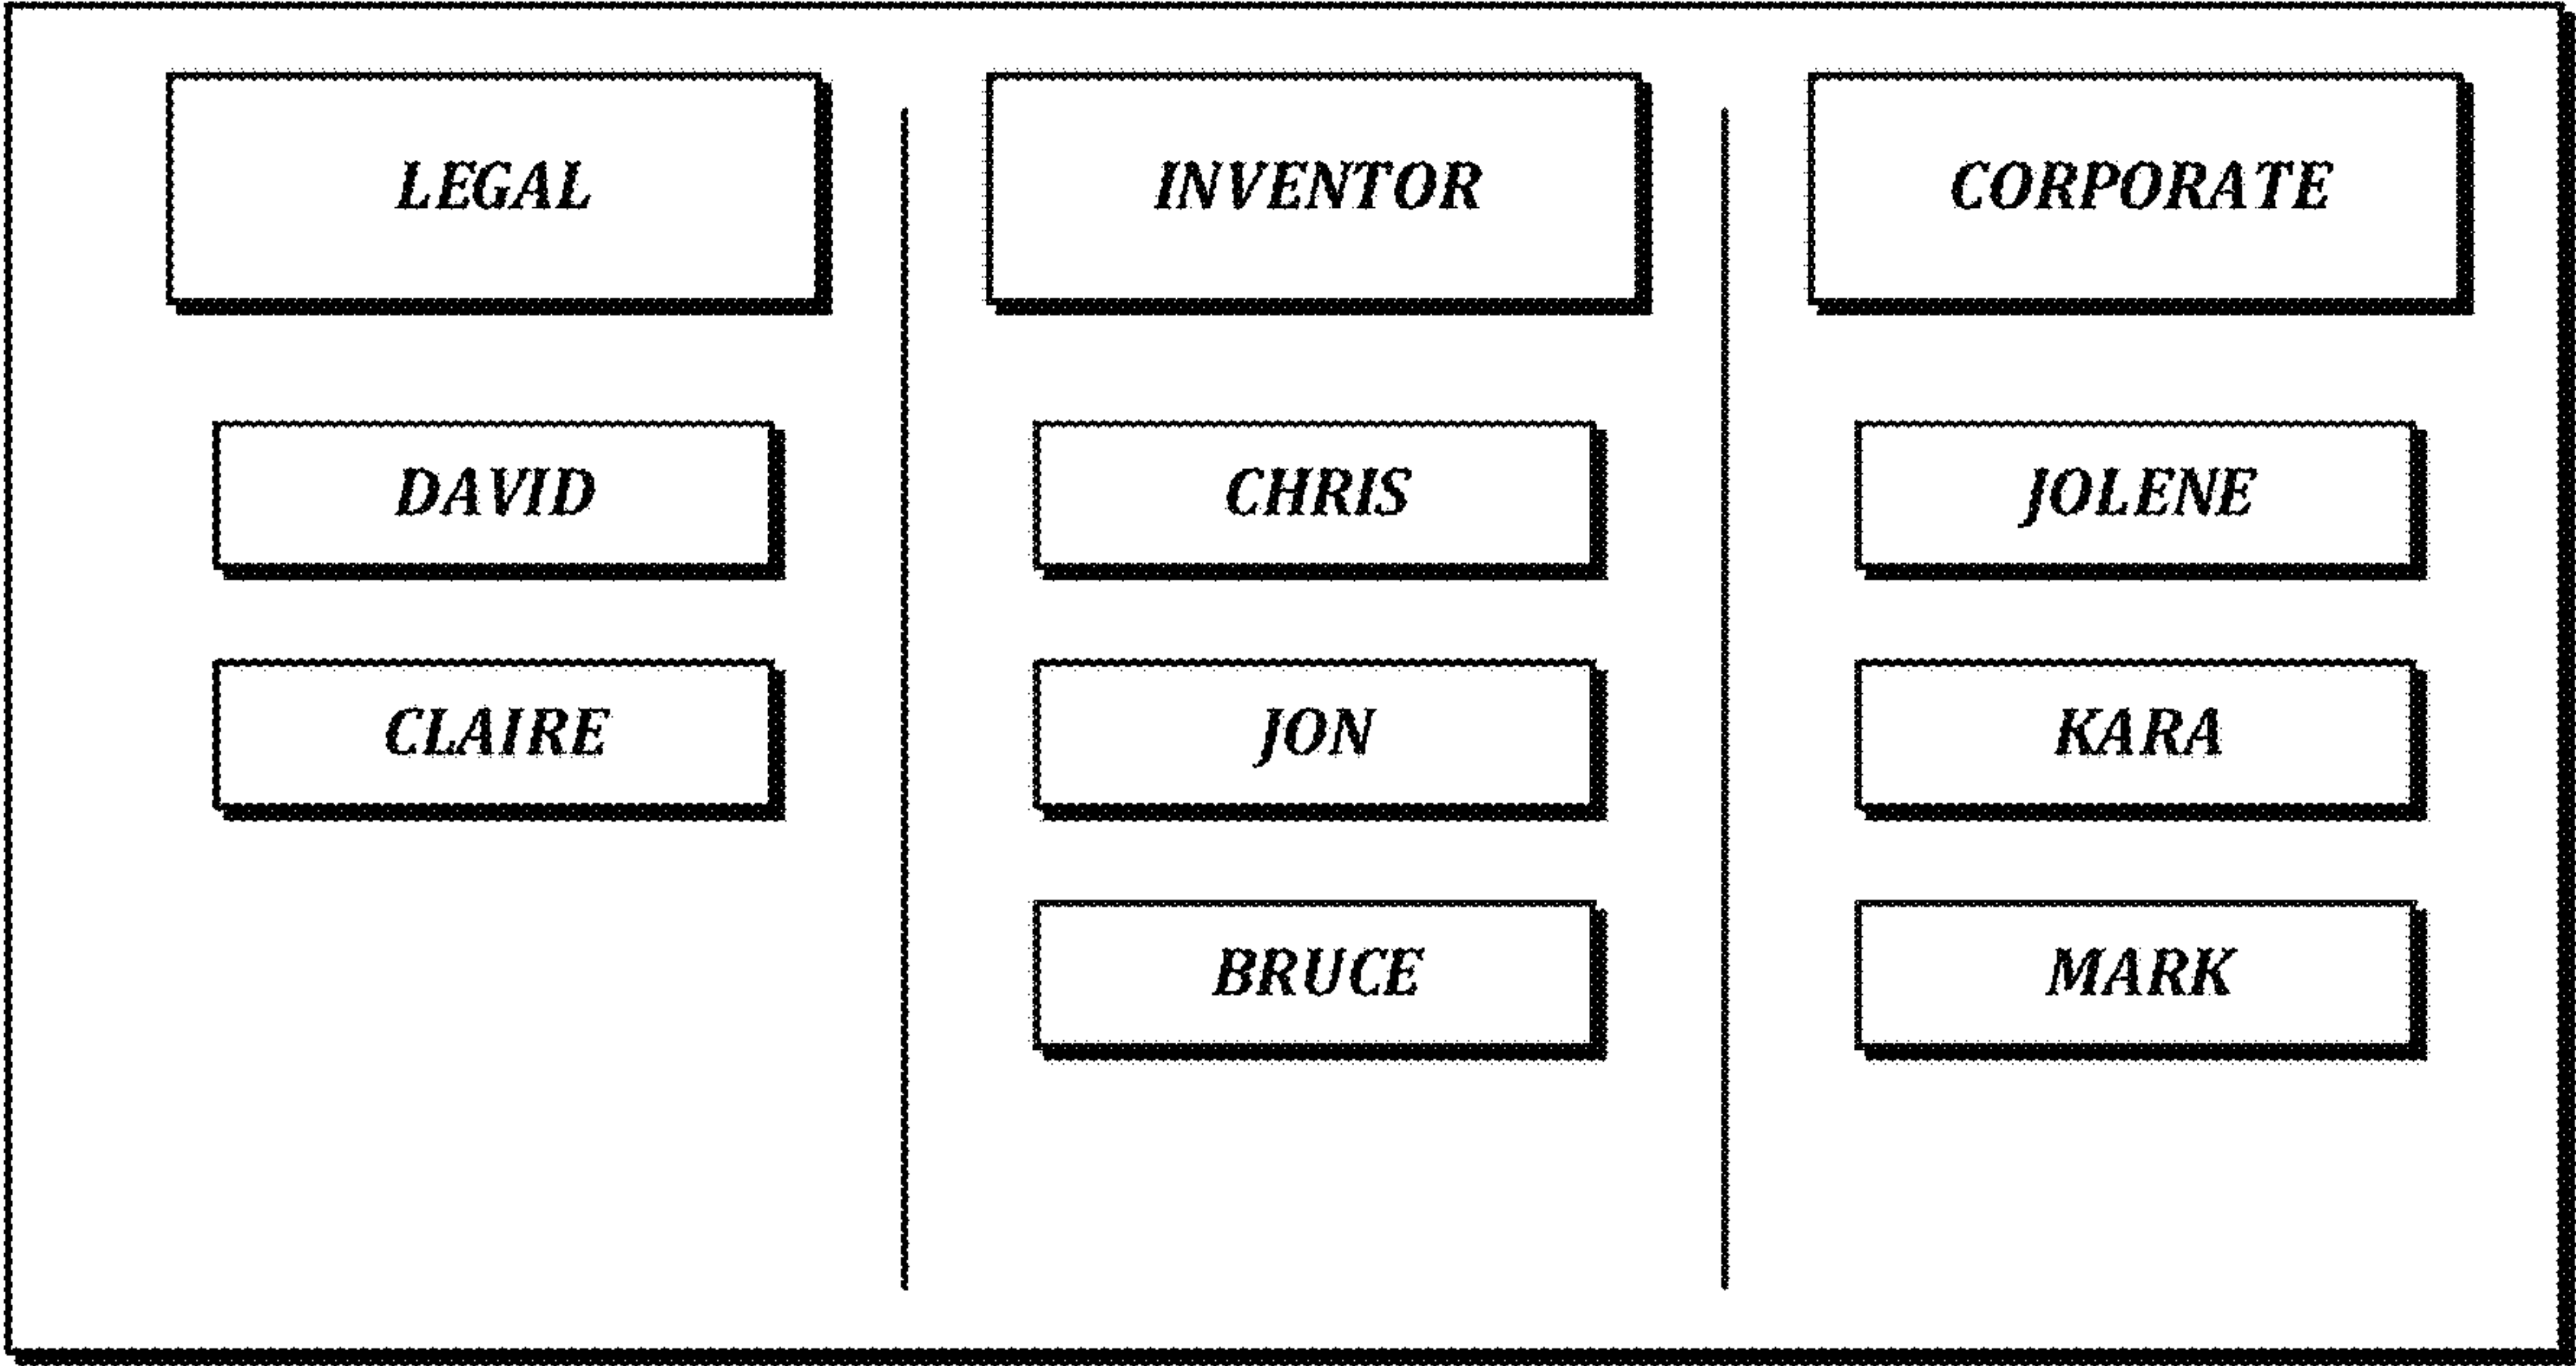 LEGAL
DAVID
CLAIRE
INVENTOR
CHRIS
JON
BRUCE
CORPORATE
JOLENE
KARA
MARK